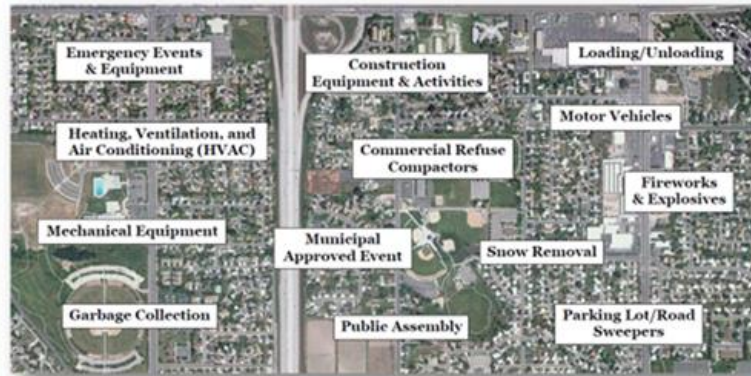 Emergency Events
& Equipment
Construction
Equipment & Activities
Loading/Unloading
Motor Vehicles
Heating, Ventilation, and
Air Conditioning (HVAC)
Commercial Refuse
Compactors
Fireworks
& Explosives
Mechanical Equipment
Municipal
Approved Event
Snow Removal
Garbage Collection
Public Assembly
Parking Lot/Road
Sweepers